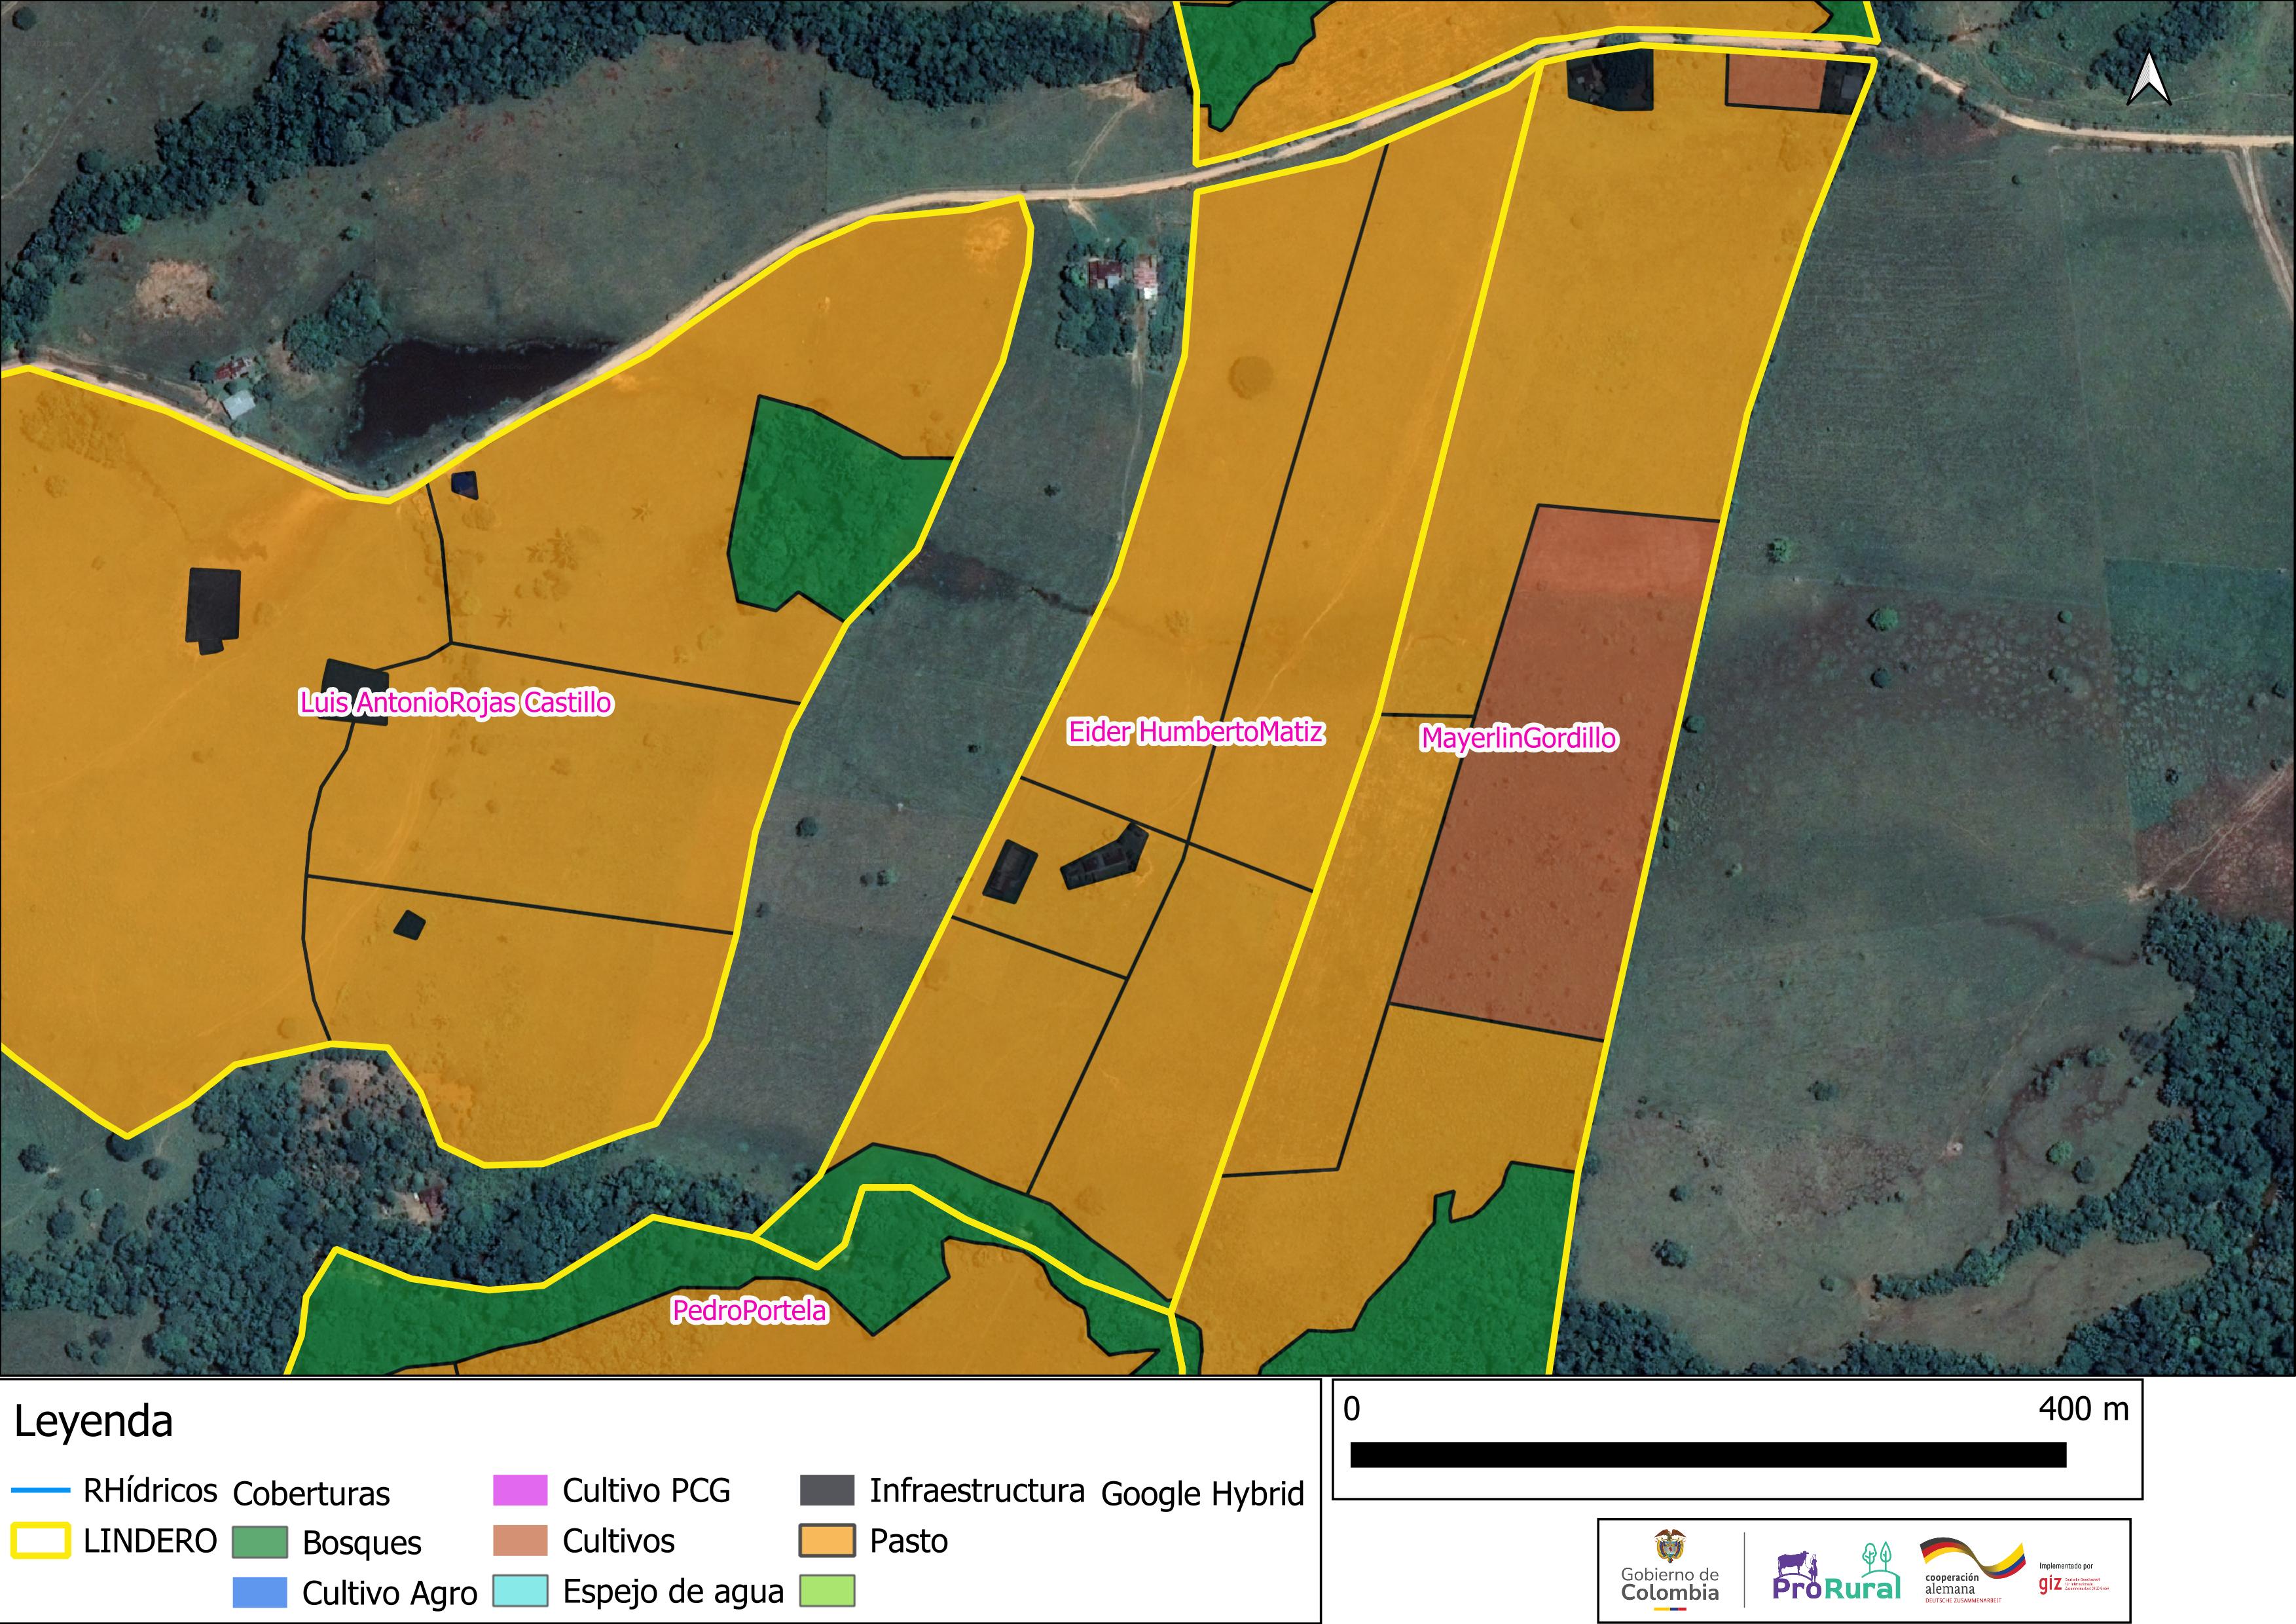 Luis AntonioRojas Castillo
Eider HumbertoMatiz
MayerlinGordillo
PedroPortela
Leyenda
RHídricos
LINDERO
Coberturas
Bosques
Cultivo Agro
Cultivo PCG
Cultivos
Espejo de agua
Infraestructura
Pasto
Google Hybrid
0 400 m
Gobierno de
Colombia
ProRural
cooperación
alemana
DEUTSCHE ZUSAMMENARBEIT
Implementado por
giz